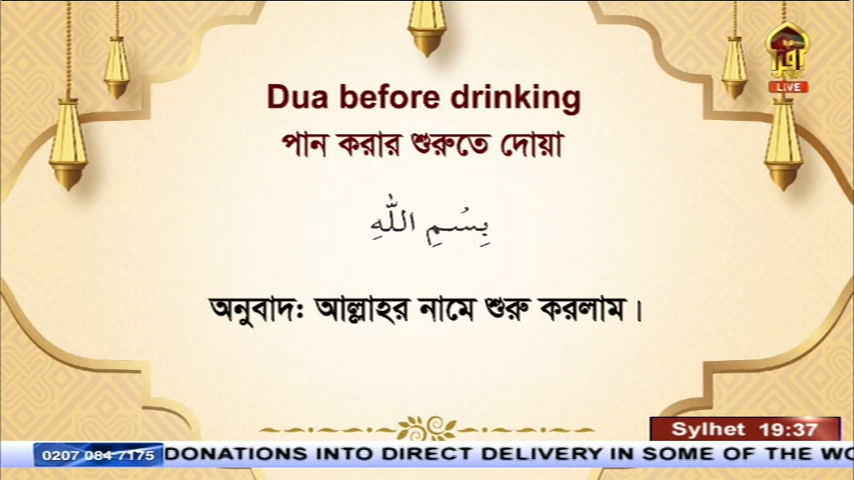 Dua before drinking
পান করার শুরুতে দোয়া
بِسْمِ اللّٰهِ
অনুবাদ: আল্লাহর নামে শুরু করলাম।
اقرأ
LIVE
Sylhet 19:37
0207 084 7175 DONATIONS INTO DIRECT DELIVERY IN SOME OF THE WO